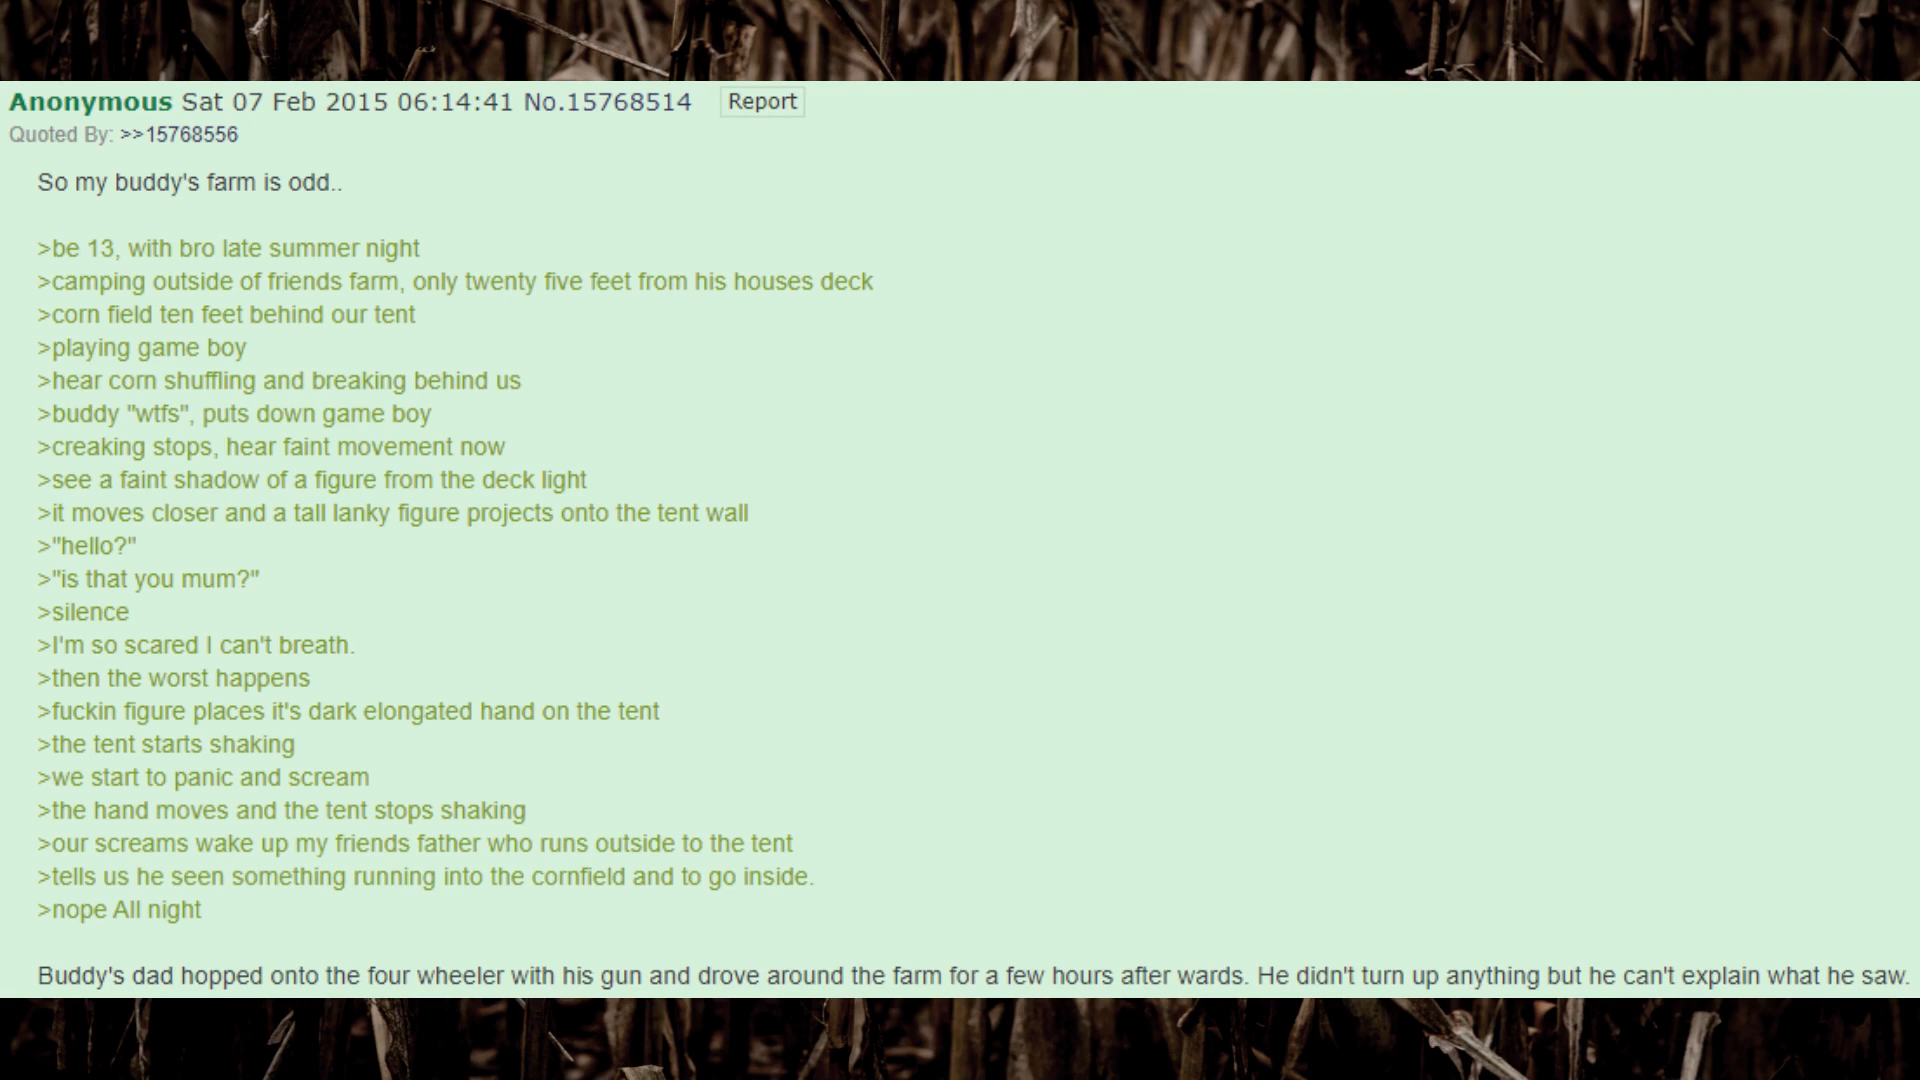 Anonymous Sat 07 Feb 2015 06:14:41 No.15768514 Report
Quoted By: >>15768556
So my buddy's farm is odd..
>be 13, with bro late summer night
>camping outside of friends farm, only twenty five feet from his houses deck
>corn field ten feet behind our tent
>playing game boy
>hear corn shuffling and breaking behind us
>buddy "wtfs", puts down game boy
>creaking stops, hear faint movement now
>see a faint shadow of a figure from the deck light
>it moves closer and a tall lanky figure projects onto the tent wall
>"hello?"
>"is that you mum?"
>silence
>I'm so scared I can't breath.
>then the worst happens
>fuckin figure places it's dark elongated hand on the tent
>the tent starts shaking
>we start to panic and scream
>the hand moves and the tent stops shaking
>our screams wake up my friends father who runs outside to the tent
>tells us he seen something running into the cornfield and to go inside.
>nope All night
Buddy's dad hopped onto the four wheeler with his gun and drove around the farm for a few hours after wards. He didn't turn up anything but he can't explain what he saw.